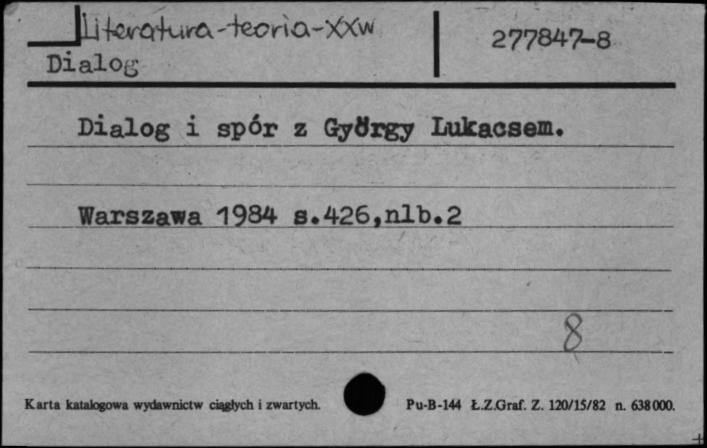 Literatura-teoria-XXw
277847-8
Dialog
Dialog i spór z György Lukacsem.
Warszawa 1984 s.426,nlb.2
8
Karta katalogowa wydawnictw ciągłych i zwartych.
Pu-B-144 Ł.Z.Graf. Z. 120/15/82 n. 638000.